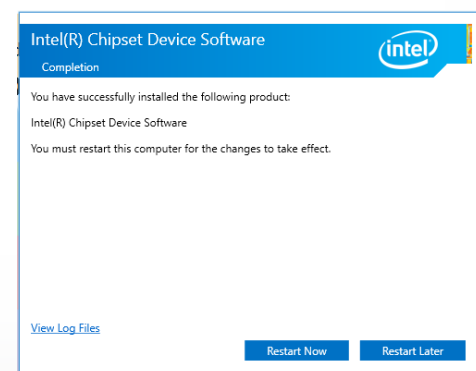 Intel(R) Chipset Device Software
intel
Completion
You have successfully installed the following product:
Intel(R) Chipset Device Software
You must restart this computer for the changes to take effect.
View Log Files
Restart Now
Restart Later